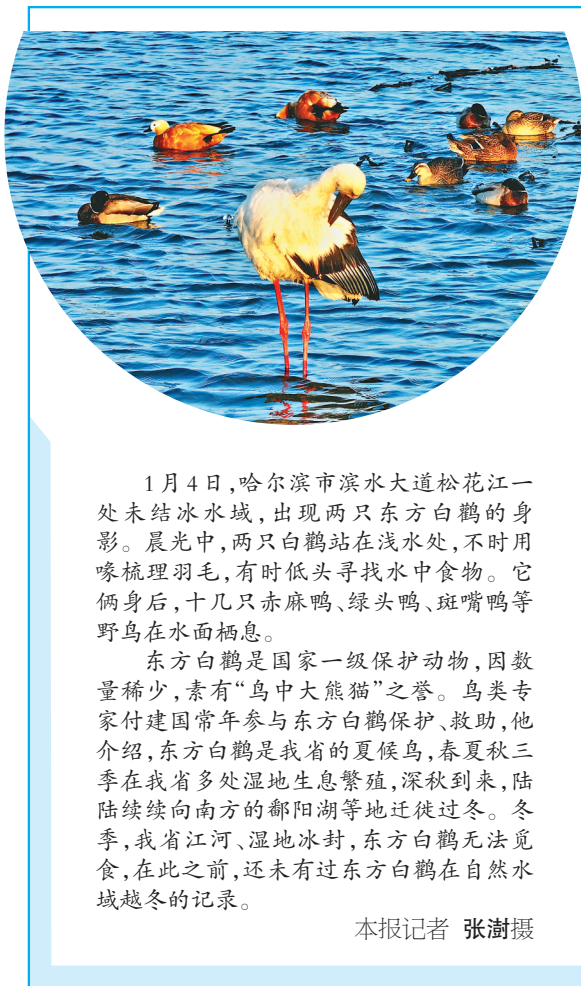 1月4日,哈尔滨市滨水大道松花江一
处未结冰水域,出现两只东方白鹳的身
影。晨光中,两只白鹳站在浅水处,不时用
喙梳理羽毛,有时低头寻找水中食物。它
俩身后,十几只赤麻鸭、绿头鸭、斑嘴鸭等
野鸟在水面栖息。
东方白鹳是国家一级保护动物,因数
量稀少,素有“鸟中大熊猫”之誉。鸟类专
家付建国常年参与东方白鹳保护、救助,他
介绍,东方白鹳是我省的夏候鸟,春夏秋三
季在我省多处湿地生息繁殖,深秋到来,陆
陆续续向南方的鄱阳湖等地迁徙过冬。冬
季,我省江河、湿地冰封,东方白鹳无法觅
食,在此之前,还未有过东方白鹳在自然水
域越冬的记录。
本报记者 张澍摄